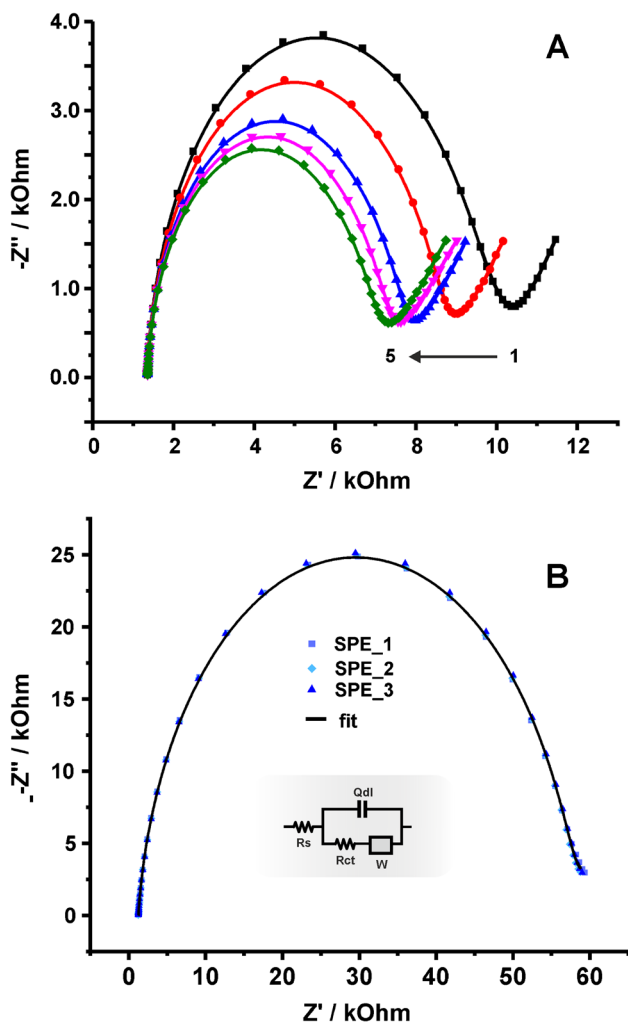 A
4.0
3.0
2.0
1.0
0.0
-Z" / kOhm
5 1
0 2 4 6 8 10 12
Z' / kOhm
B
25
20
15
10
5
0
-Z" / kOhm
SPE_1
SPE_2
SPE_3
fit
Qdl
Rs
Rct
W
0 10 20 30 40 50 60
Z' / kOhm